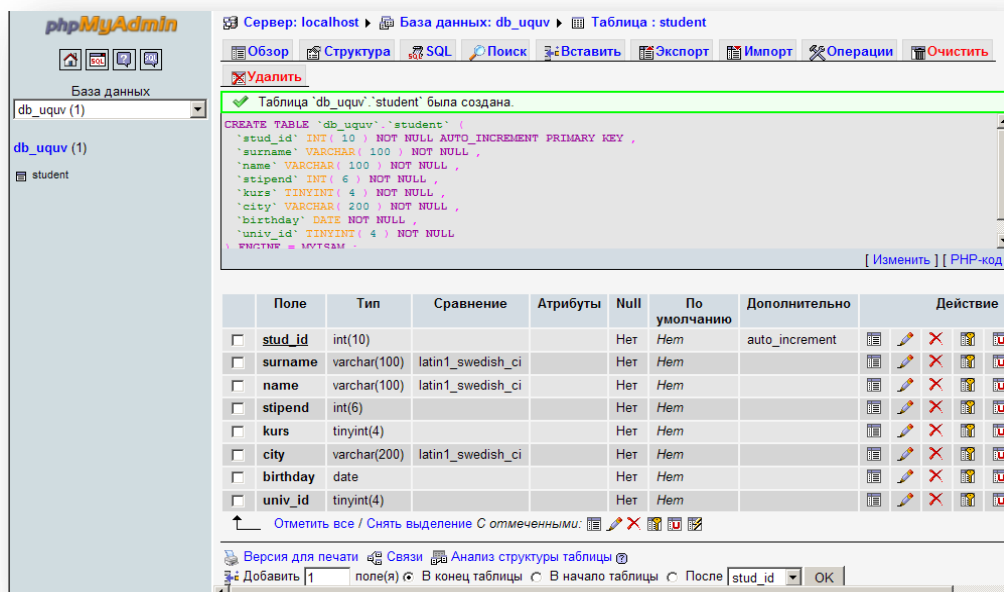 phpMyAdmin
База данных
db_uquv (1)
db_uquv (1)
student
Сервер: localhost ▸ База данных: db_uquv ▸ Таблица : student
Обзор Структура SQL Поиск Вставить Экспорт Импорт Операции Очистить
Удалить
Таблица `db_uquv`.`student` была создана.
CREATE TABLE `db_uquv`.`student` (
`stud_id` INT( 10 ) NOT NULL AUTO_INCREMENT PRIMARY KEY ,
`surname` VARCHAR( 100 ) NOT NULL ,
`name` VARCHAR( 100 ) NOT NULL ,
`stipend` INT( 6 ) NOT NULL ,
`kurs` TINYINT( 4 ) NOT NULL ,
`city` VARCHAR( 200 ) NOT NULL ,
`birthday` DATE NOT NULL ,
`univ_id` TINYINT( 4 ) NOT NULL
) ENGINE = MYISAM ;
[ Изменить ] [ PHP-код
Поле Тип Сравнение Атрибуты Null По умолчанию Дополнительно Действие
stud_id int(10) Нет Нет auto_increment
surname varchar(100) latin1_swedish_ci Нет Нет
name varchar(100) latin1_swedish_ci Нет Нет
stipend int(6) Нет Нет
kurs tinyint(4) Нет Нет
city varchar(200) latin1_swedish_ci Нет Нет
birthday date Нет Нет
univ_id tinyint(4) Нет Нет
Отметить все / Снять выделение С отмеченными:
Версия для печати Связи Анализ структуры таблицы
Добавить 1 поле(я) В конец таблицы В начало таблицы После stud_id OK